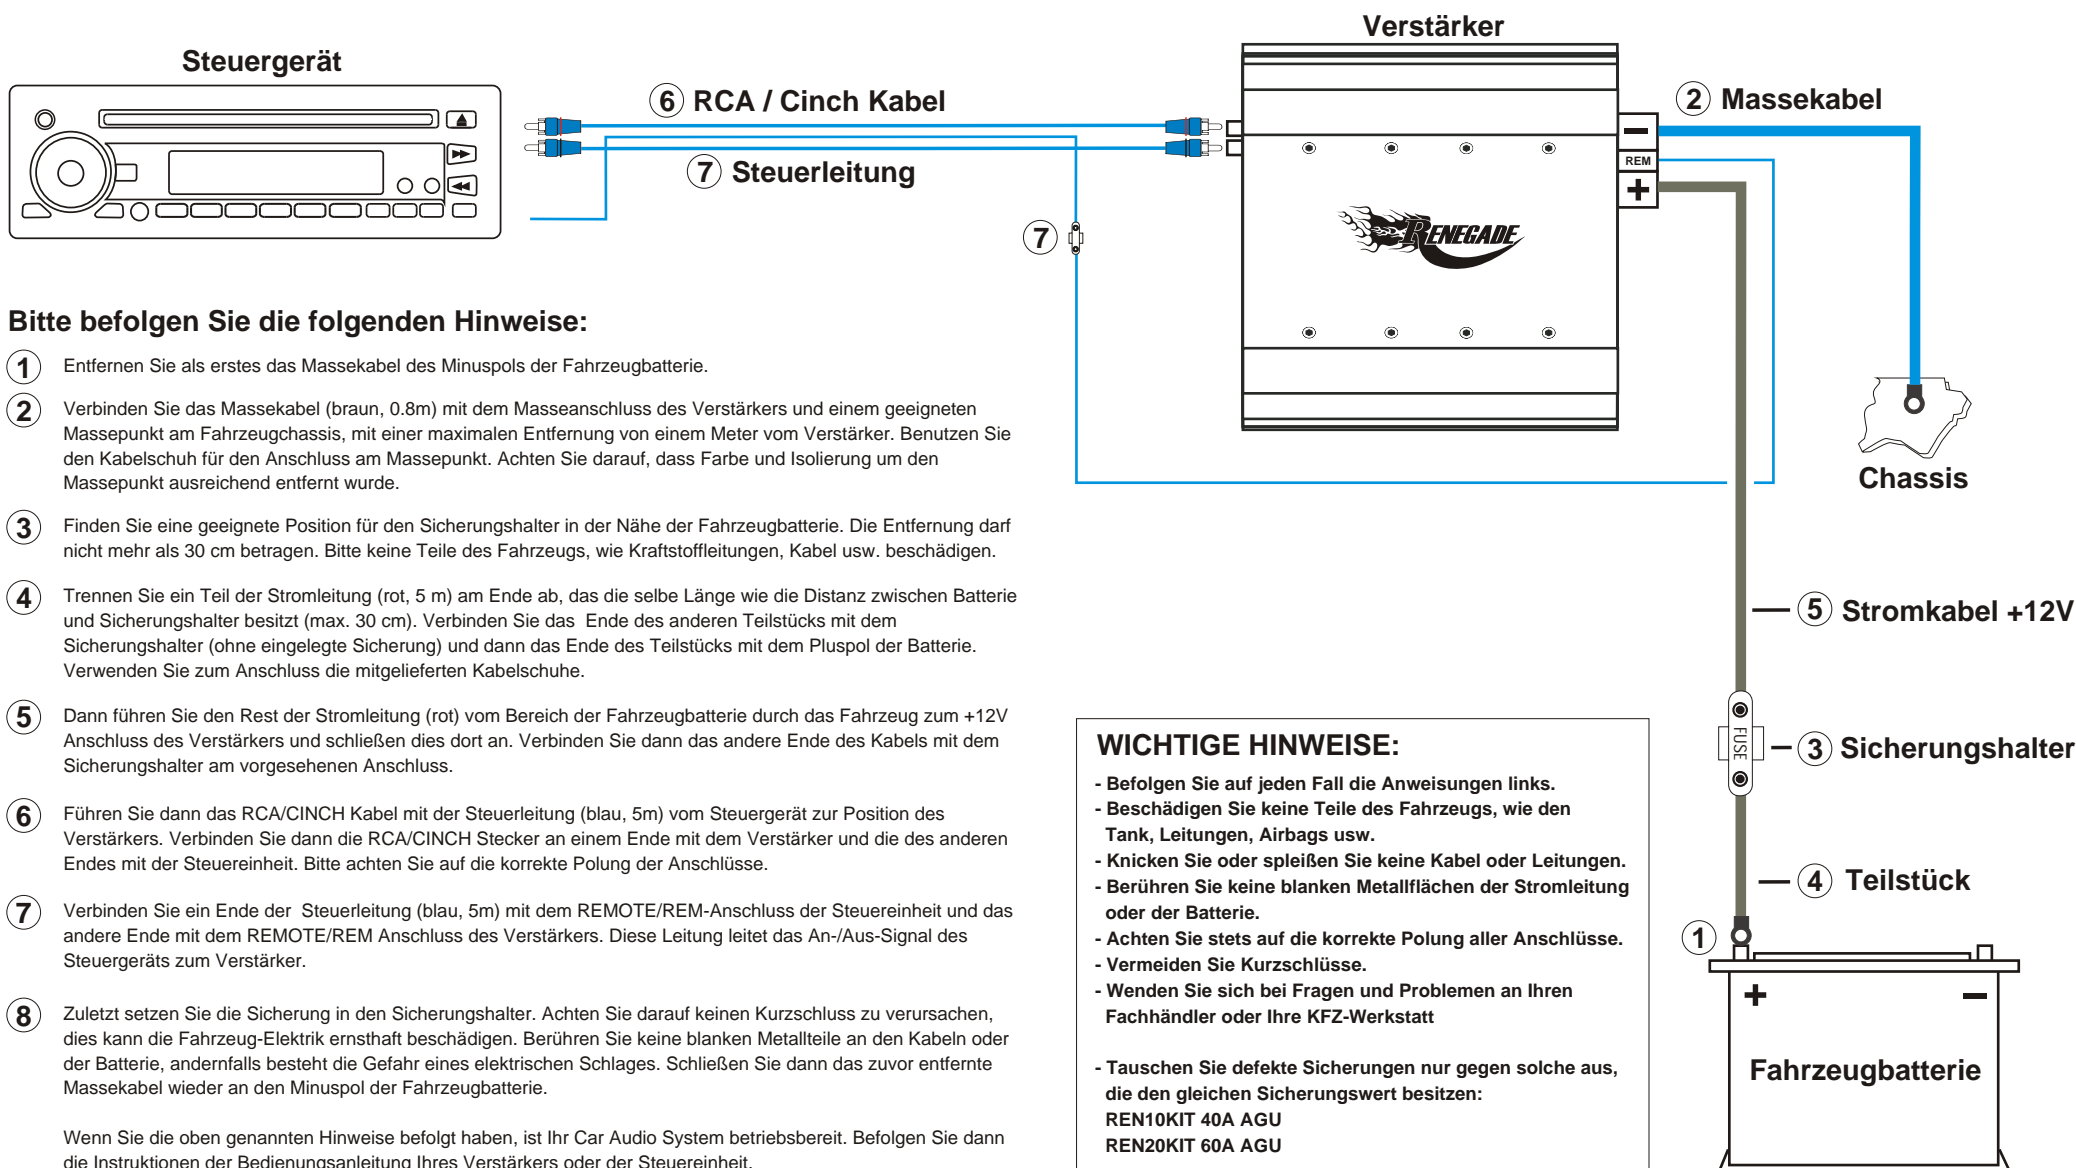 Steuergerät
Verstärker
6 RCA / Cinch Kabel
7 Steuerleitung
7
2 Massekabel
REM
RENEGADE
Chassis
5 Stromkabel +12V
FUSE
3 Sicherungshalter
4 Teilstück
1
Fahrzeugbatterie
Bitte befolgen Sie die folgenden Hinweise:
1 Entfernen Sie als erstes das Massekabel des Minuspols der Fahrzeugbatterie.
2 Verbinden Sie das Massekabel (braun, 0.8m) mit dem Masseanschluss des Verstärkers und einem geeigneten
Massepunkt am Fahrzeugchassis, mit einer maximalen Entfernung von einem Meter vom Verstärker. Benutzen Sie
den Kabelschuh für den Anschluss am Massepunkt. Achten Sie darauf, dass Farbe und Isolierung um den
Massepunkt ausreichend entfernt wurde.
3 Finden Sie eine geeignete Position für den Sicherungshalter in der Nähe der Fahrzeugbatterie. Die Entfernung darf
nicht mehr als 30 cm betragen. Bitte keine Teile des Fahrzeugs, wie Kraftstoffleitungen, Kabel usw. beschädigen.
4 Trennen Sie ein Teil der Stromleitung (rot, 5 m) am Ende ab, das die selbe Länge wie die Distanz zwischen Batterie
und Sicherungshalter besitzt (max. 30 cm). Verbinden Sie das Ende des anderen Teilstücks mit dem
Sicherungshalter (ohne eingelegte Sicherung) und dann das Ende des Teilstücks mit dem Pluspol der Batterie.
Verwenden Sie zum Anschluss die mitgelieferten Kabelschuhe.
5 Dann führen Sie den Rest der Stromleitung (rot) vom Bereich der Fahrzeugbatterie durch das Fahrzeug zum +12V
Anschluss des Verstärkers und schließen dies dort an. Verbinden Sie dann das andere Ende des Kabels mit dem
Sicherungshalter am vorgesehenen Anschluss.
6 Führen Sie dann das RCA/CINCH Kabel mit der Steuerleitung (blau, 5m) vom Steuergerät zur Position des
Verstärkers. Verbinden Sie dann die RCA/CINCH Stecker an einem Ende mit dem Verstärker und die des anderen
Endes mit der Steuereinheit. Bitte achten Sie auf die korrekte Polung der Anschlüsse.
7 Verbinden Sie ein Ende der Steuerleitung (blau, 5m) mit dem REMOTE/REM-Anschluss der Steuereinheit und das
andere Ende mit dem REMOTE/REM Anschluss des Verstärkers. Diese Leitung leitet das An-/Aus-Signal des
Steuergeräts zum Verstärker.
8 Zuletzt setzen Sie die Sicherung in den Sicherungshalter. Achten Sie darauf keinen Kurzschluss zu verursachen,
dies kann die Fahrzeug-Elektrik ernsthaft beschädigen. Berühren Sie keine blanken Metallteile an den Kabeln oder
der Batterie, andernfalls besteht die Gefahr eines elektrischen Schlages. Schließen Sie dann das zuvor entfernte
Massekabel wieder an den Minuspol der Fahrzeugbatterie.
Wenn Sie die oben genannten Hinweise befolgt haben, ist Ihr Car Audio System betriebsbereit. Befolgen Sie dann
die Instruktionen der Bedienungsanleitung Ihres Verstärkers oder der Steuereinheit.
WICHTIGE HINWEISE:
- Befolgen Sie auf jeden Fall die Anweisungen links.
- Beschädigen Sie keine Teile des Fahrzeugs, wie den
Tank, Leitungen, Airbags usw.
- Knicken Sie oder spleißen Sie keine Kabel oder Leitungen.
- Berühren Sie keine blanken Metallflächen der Stromleitung
oder der Batterie.
- Achten Sie stets auf die korrekte Polung aller Anschlüsse.
- Vermeiden Sie Kurzschlüsse.
- Wenden Sie sich bei Fragen und Problemen an Ihren
Fachhändler oder Ihre KFZ-Werkstatt
- Tauschen Sie defekte Sicherungen nur gegen solche aus,
die den gleichen Sicherungswert besitzen:
REN10KIT 40A AGU
REN20KIT 60A AGU